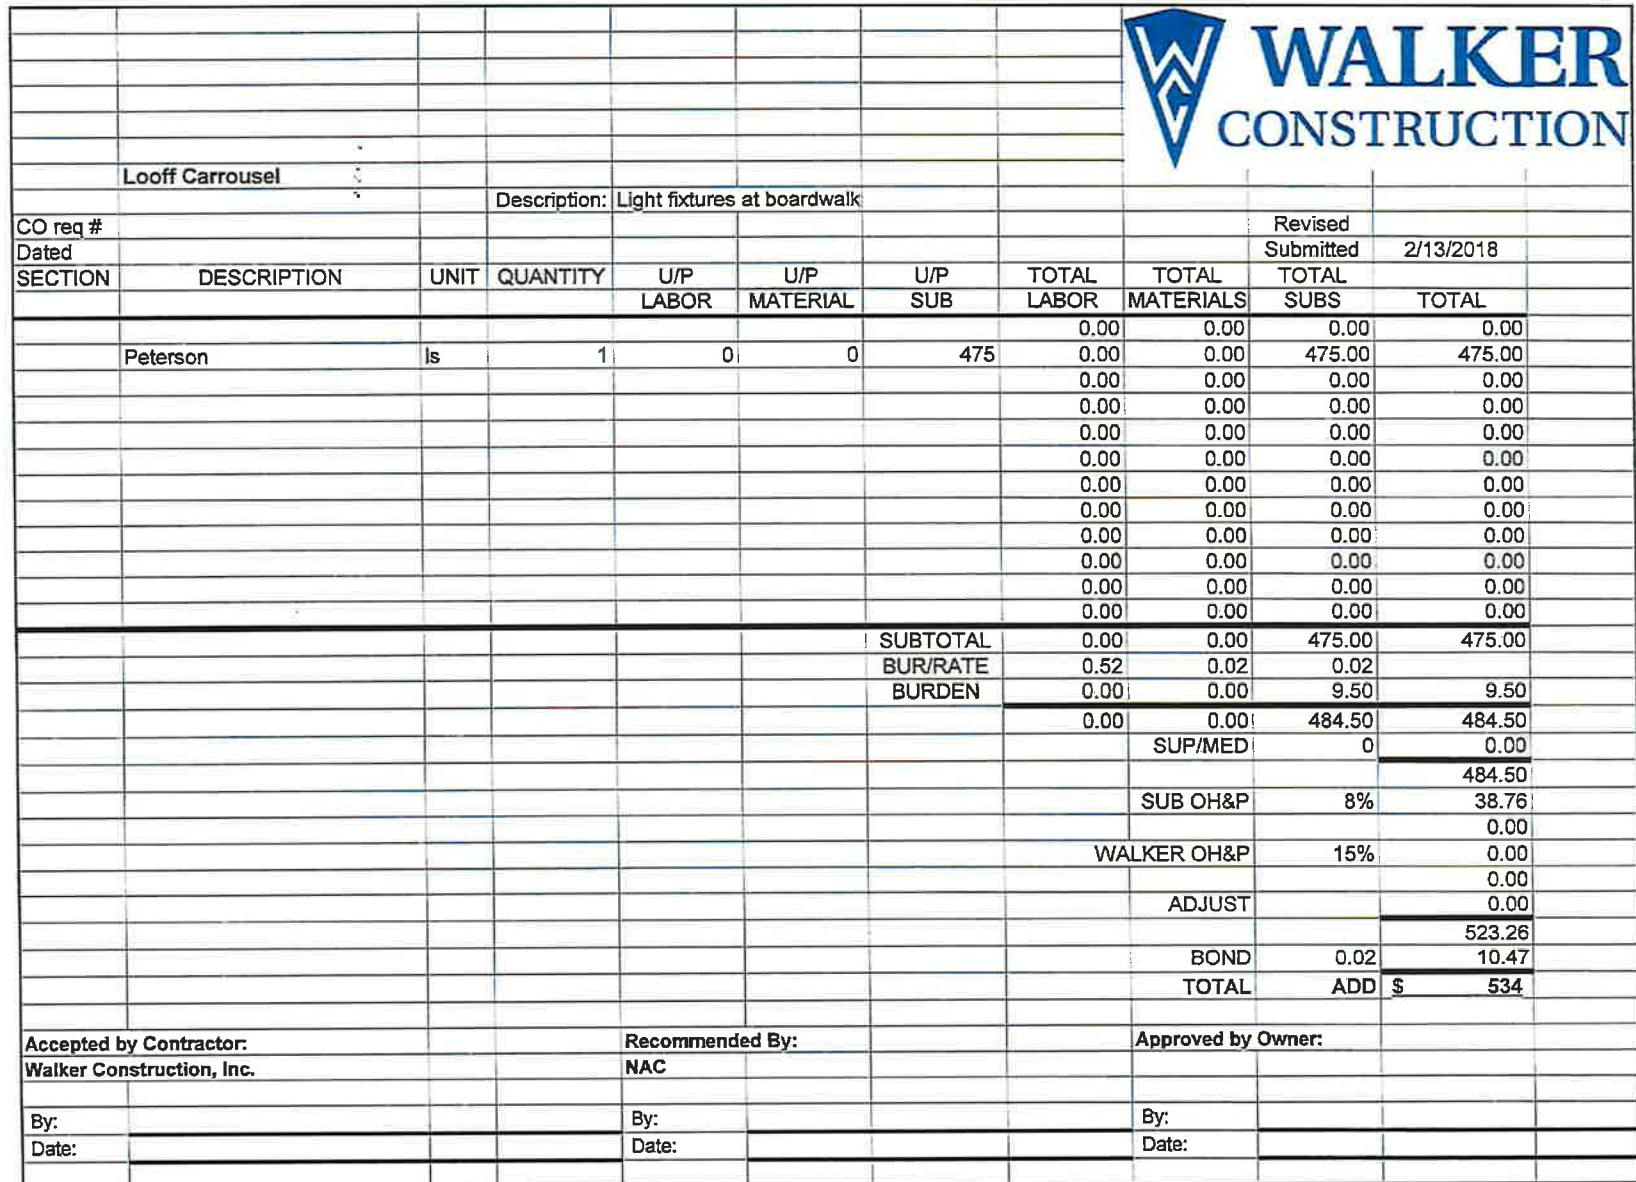 WALKER
CONSTRUCTION
Looff Carrousel
Description: Light fixtures at boardwalk
CO req # Revised
Dated Submitted 2/13/2018
SECTION DESCRIPTION UNIT QUANTITY U/P U/P U/P TOTAL TOTAL TOTAL
LABOR MATERIAL SUB LABOR MATERIALS SUBS TOTAL
0.00 0.00 0.00 0.00
Peterson ls 1 0 0 475 0.00 0.00 475.00 475.00
0.00 0.00 0.00 0.00
0.00 0.00 0.00 0.00
0.00 0.00 0.00 0.00
0.00 0.00 0.00 0.00
0.00 0.00 0.00 0.00
0.00 0.00 0.00 0.00
0.00 0.00 0.00 0.00
0.00 0.00 0.00 0.00
0.00 0.00 0.00 0.00
0.00 0.00 0.00 0.00
SUBTOTAL 0.00 0.00 475.00 475.00
BUR/RATE 0.52 0.02 0.02
BURDEN 0.00 0.00 9.50 9.50
0.00 0.00 484.50 484.50
SUP/MED 0 0.00
484.50
SUB OH&P 8% 38.76
0.00
WALKER OH&P 15% 0.00
0.00
ADJUST 0.00
523.26
BOND 0.02 10.47
TOTAL ADD $ 534
Accepted by Contractor: Recommended By: Approved by Owner:
Walker Construction, Inc. NAC
By: By: By:
Date: Date: Date: